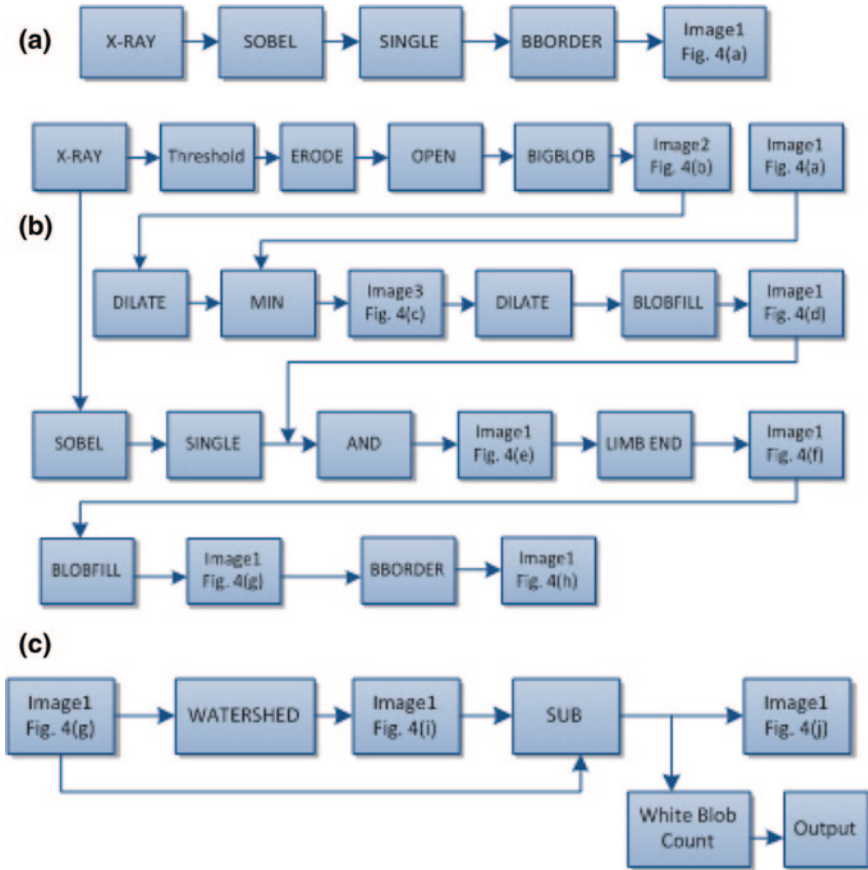 (a)
X-RAY
SOBEL
SINGLE
BBORDER
Image1
Fig. 4(a)
X-RAY
Threshold
ERODE
OPEN
BIGBLOB
Image2
Fig. 4(b)
Image1
Fig. 4(a)
(b)
DILATE
MIN
Image3
Fig. 4(c)
DILATE
BLOBFILL
Image1
Fig. 4(d)
SOBEL
SINGLE
AND
Image1
Fig. 4(e)
LIMB END
Image1
Fig. 4(f)
BLOBFILL
Image1
Fig. 4(g)
BBORDER
Image1
Fig. 4(h)
(c)
Image1
Fig. 4(g)
WATERSHED
Image1
Fig. 4(i)
SUB
Image1
Fig. 4(j)
White Blob
Count
Output